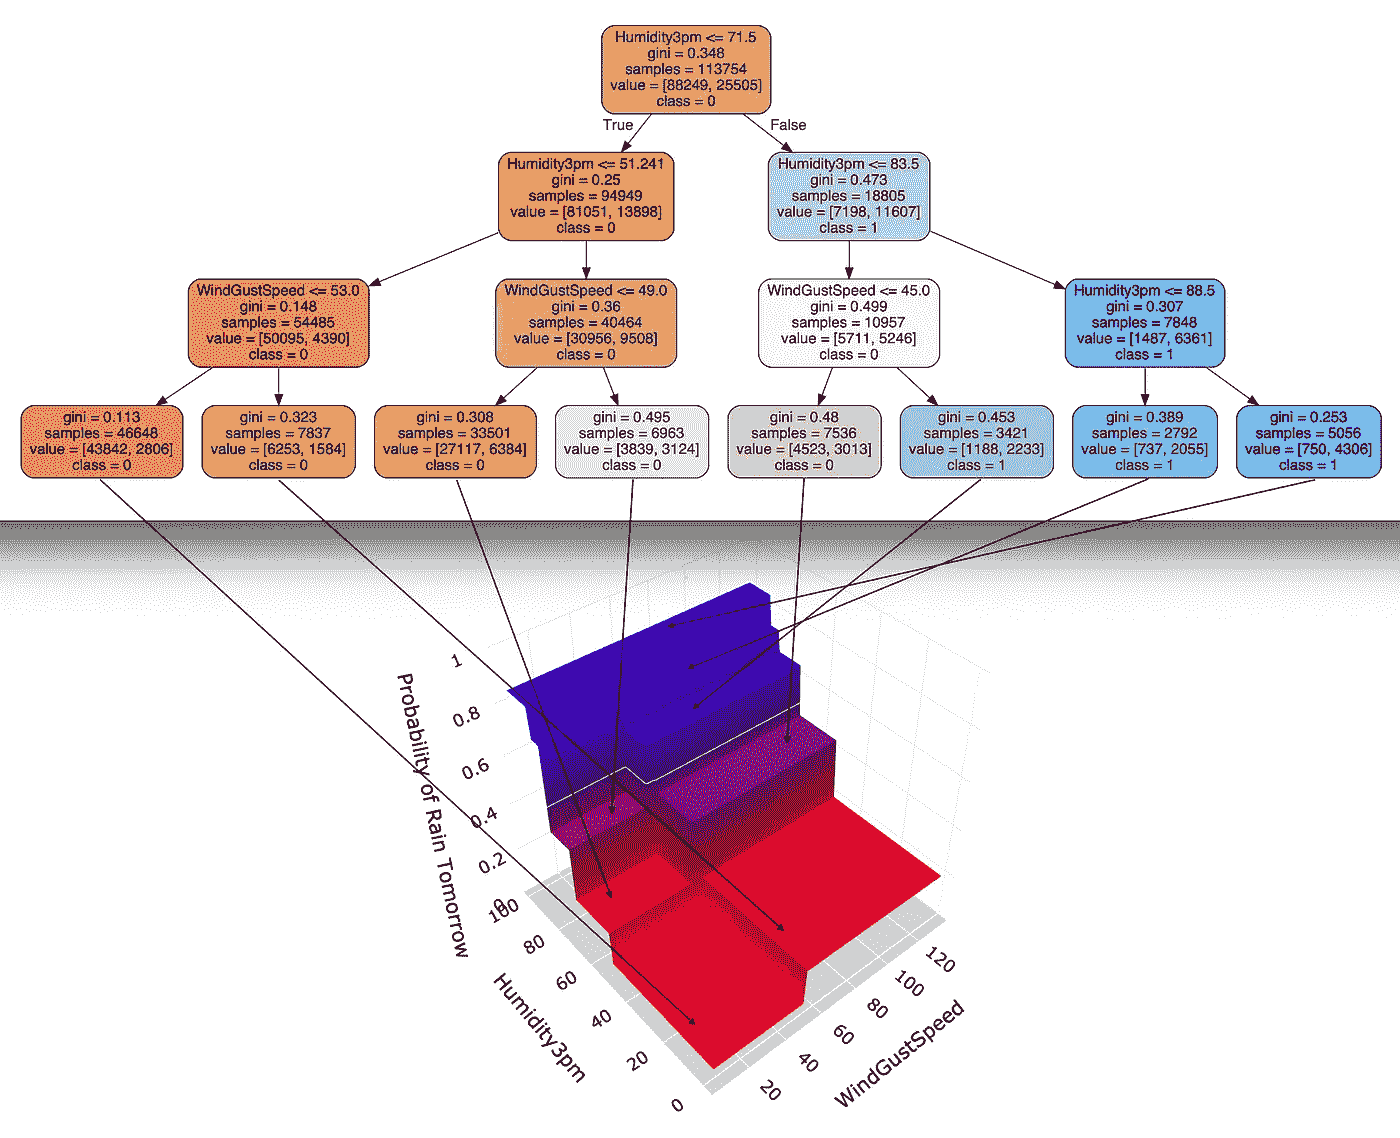 Humidity3pm <= 71.5
gini = 0.348
samples = 113754
value = [88249, 25505]
class = 0
True
False
Humidity3pm <= 51.241
gini = 0.25
samples = 94949
value = [81051, 13898]
class = 0
Humidity3pm <= 83.5
gini = 0.473
samples = 18805
value = [7198, 11607]
class = 1
WindGustSpeed <= 53.0
gini = 0.148
samples = 54485
value = [50095, 4390]
class = 0
WindGustSpeed <= 49.0
gini = 0.36
samples = 40464
value = [30956, 9508]
class = 0
WindGustSpeed <= 45.0
gini = 0.499
samples = 10957
value = [5711, 5246]
class = 0
Humidity3pm <= 88.5
gini = 0.307
samples = 7848
value = [1487, 6361]
class = 1
gini = 0.113
samples = 46648
value = [43842, 2806]
class = 0
gini = 0.323
samples = 7837
value = [6253, 1584]
class = 0
gini = 0.308
samples = 33501
value = [27117, 6384]
class = 0
gini = 0.495
samples = 6963
value = [3839, 3124]
class = 0
gini = 0.48
samples = 7536
value = [4523, 3013]
class = 0
gini = 0.453
samples = 3421
value = [1188, 2233]
class = 1
gini = 0.389
samples = 2792
value = [737, 2055]
class = 1
gini = 0.253
samples = 5056
value = [750, 4306]
class = 1
Probability of Rain Tomorrow
1
0.8
0.6
0.4
0.2
0
Humidity3pm
100
80
60
40
20
0
WindGustSpeed
20
40
60
80
100
120